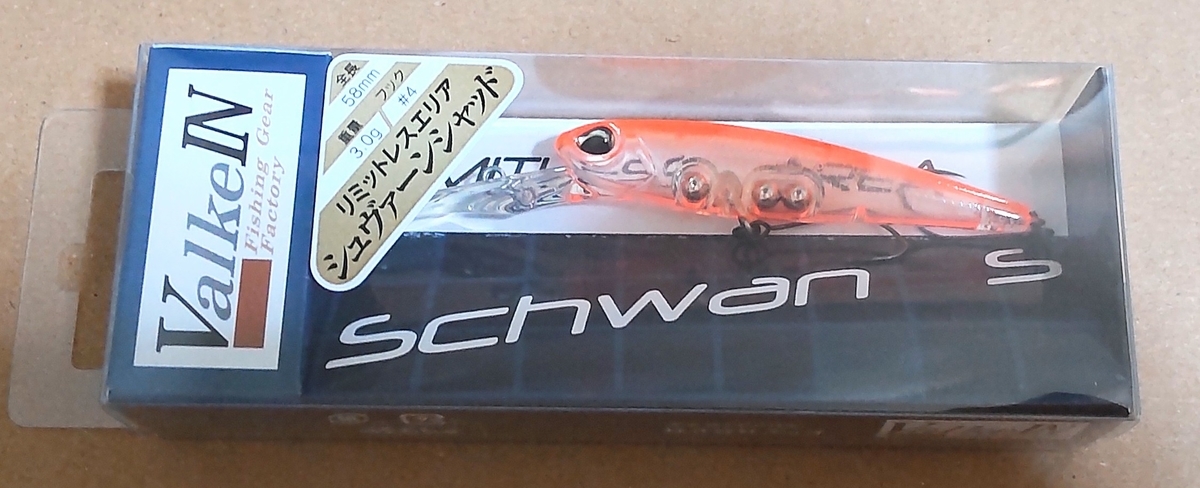 ValkeIN
Fishing Gear
Factory
全長
58mm
フック
#4
重量
3.0g
リミットレスエリア
シュヴァーンシャッド
Schwan S